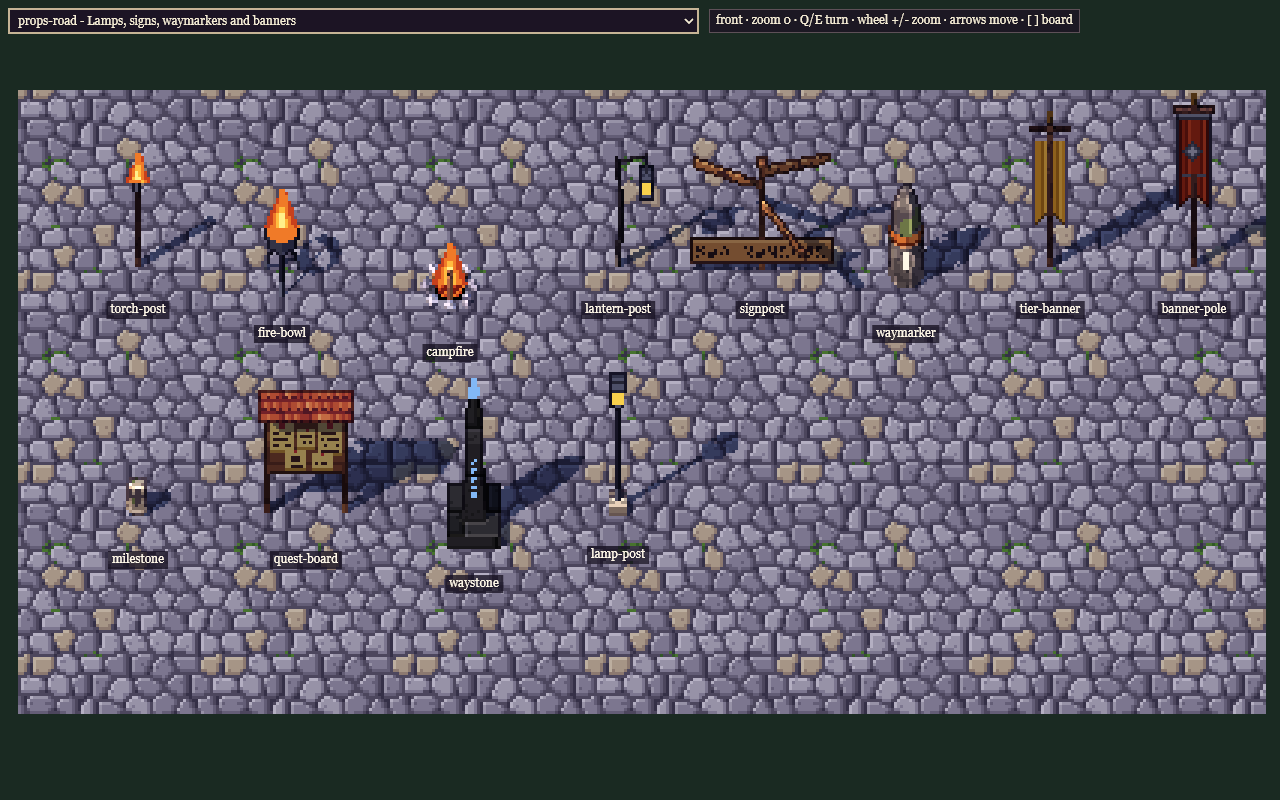 props-road - Lamps, signs, waymarkers and banners
front · zoom 0 · Q/E turn · wheel +/- zoom · arrows move · [ ] board
torch-post
fire-bowl
campfire
lantern-post
signpost
waymarker
tier-banner
banner-pole
milestone
quest-board
waystone
lamp-post